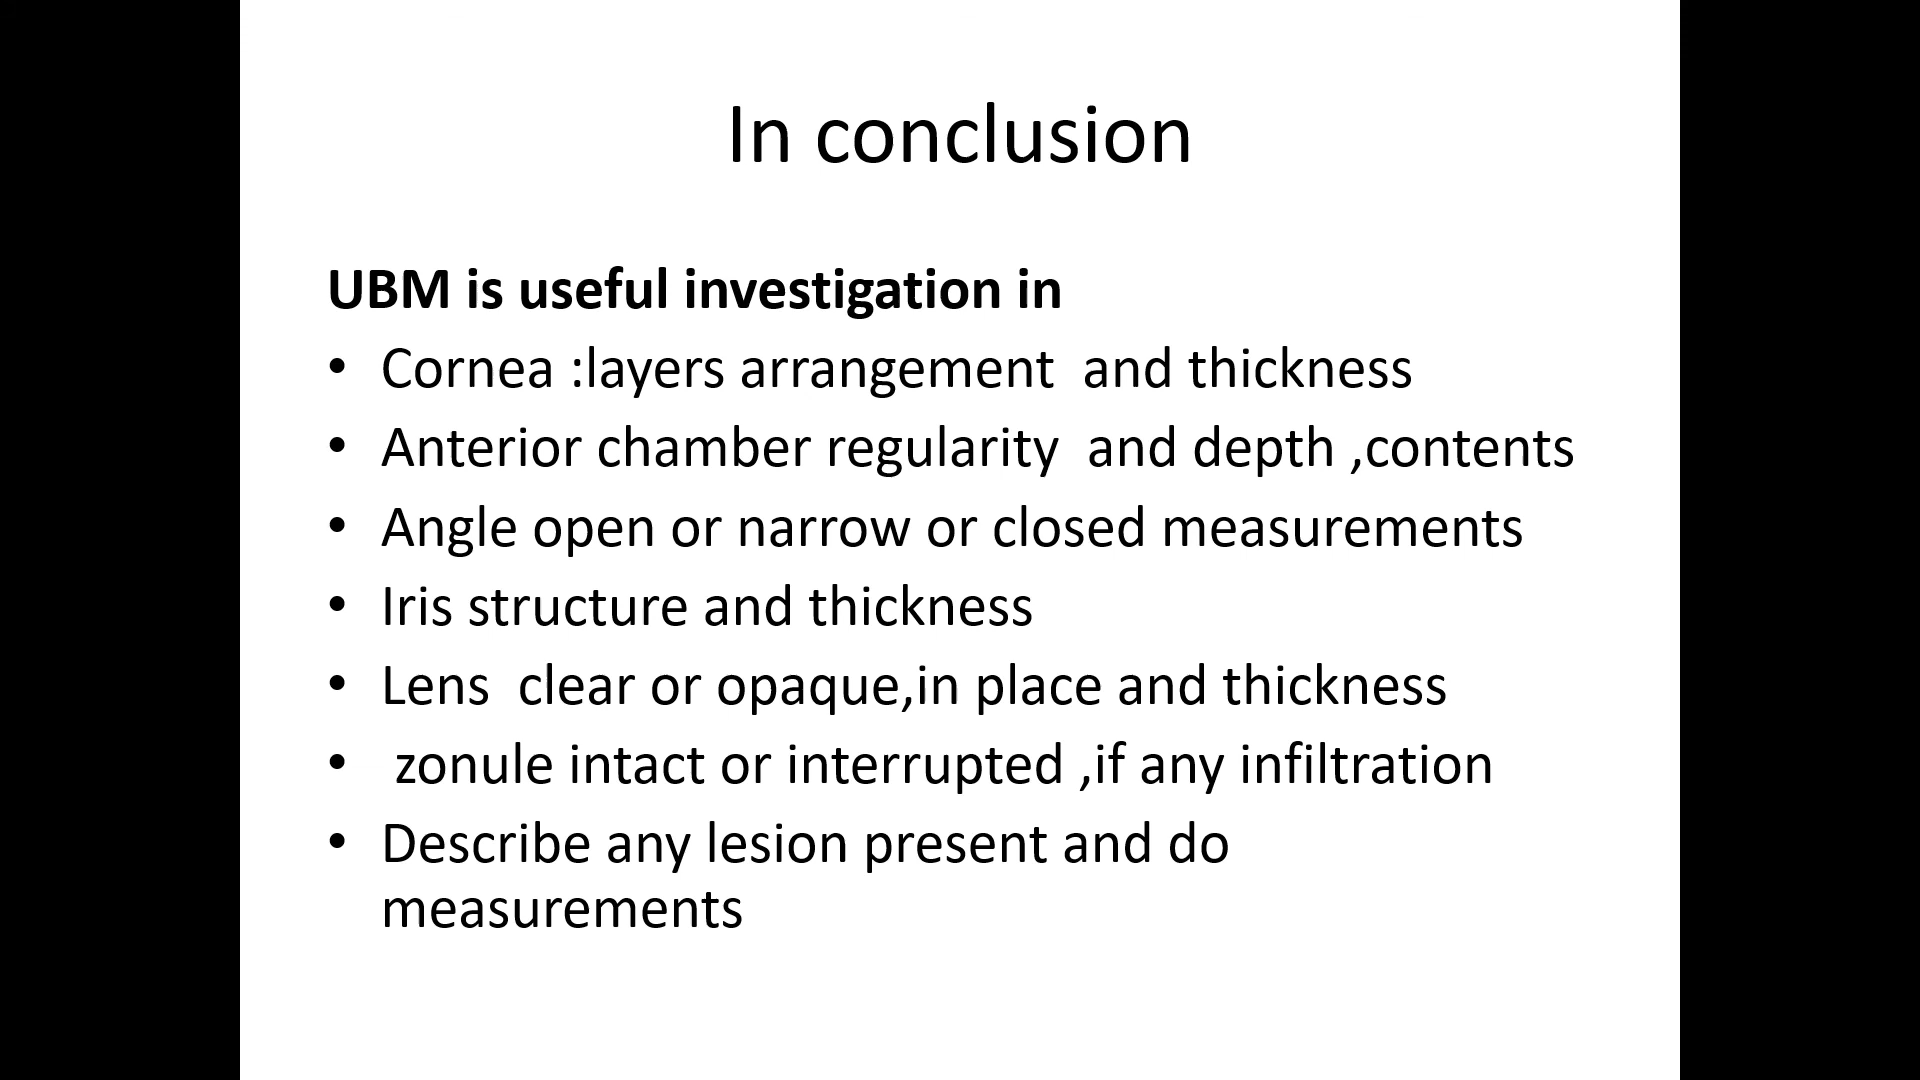 In conclusion
UBM is useful investigation in
• Cornea :layers arrangement  and thickness
• Anterior chamber regularity  and depth ,contents
• Angle open or narrow or closed measurements
• Iris structure and thickness
• Lens  clear or opaque,in place and thickness
•  zonule intact or interrupted ,if any infiltration
• Describe any lesion present and do
measurements